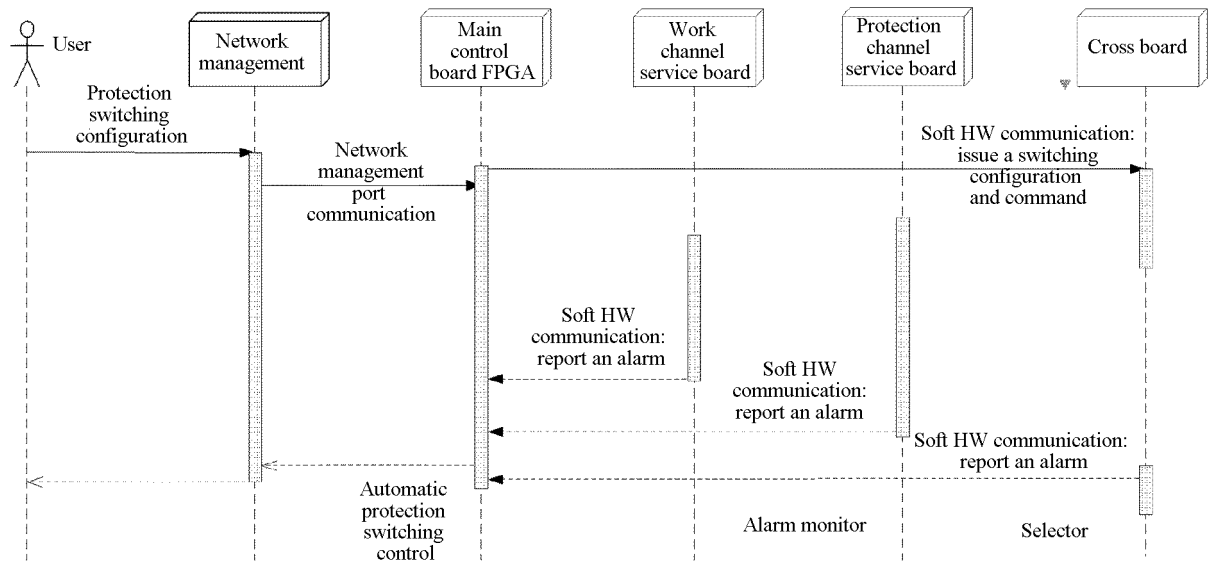 User
Network
management
Main
control
board FPGA
Work
channel
service board
Protection
channel
service board
Cross board
Protection
switching
configuration
Network
management
port
communication
Soft HW communication:
issue a switching
configuration
and command
Soft HW
communication:
report an alarm
Soft HW
communication:
report an alarm
Soft HW communication:
report an alarm
Automatic
protection
switching
control
Alarm monitor
Selector